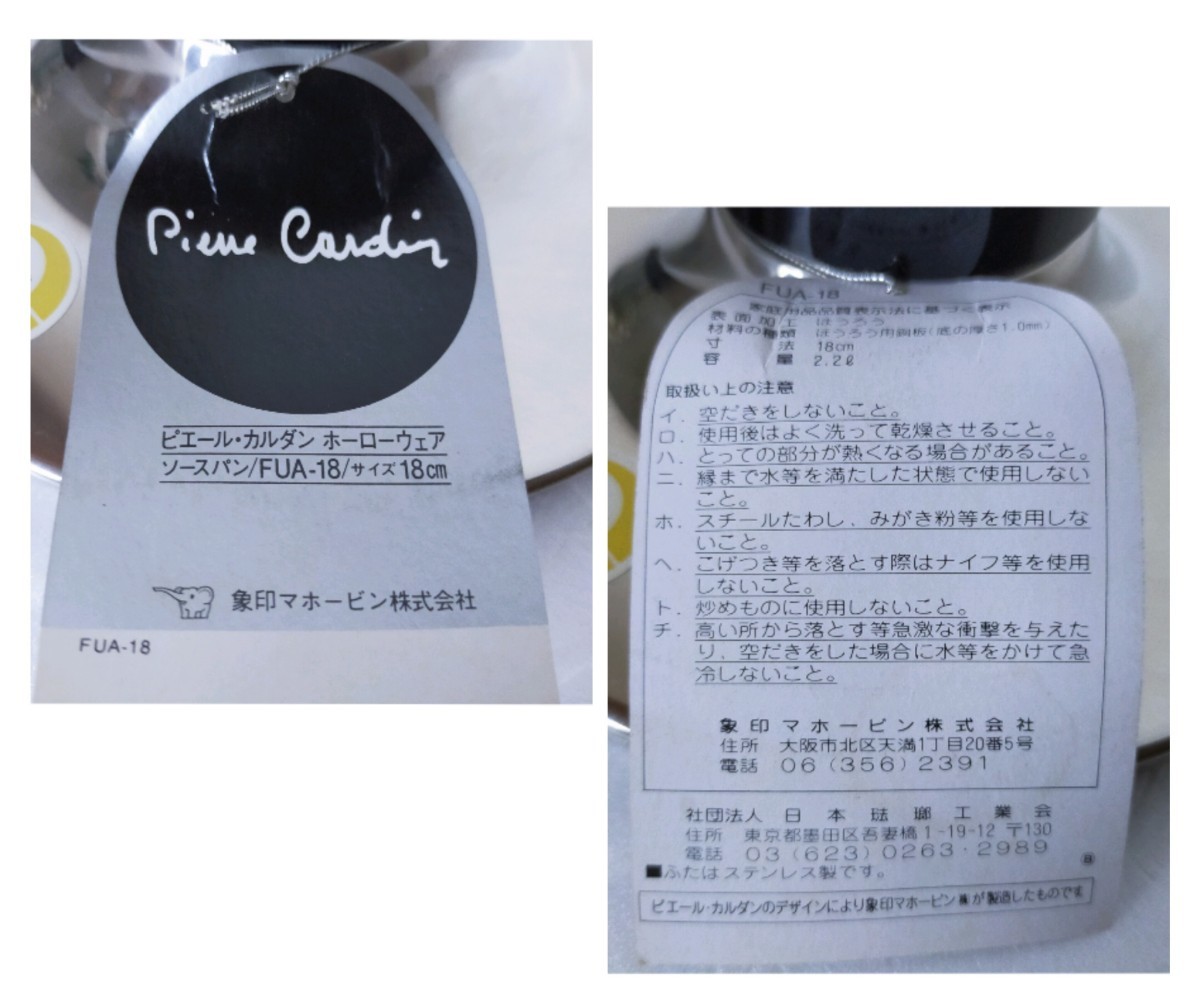 Pierre Cardin
ピエール・カルダン ホーローウェア
ソースパン/FUA-18/サイズ18cm
象印マホービン株式会社
FUA-18
FUA-18
家庭用品品質表示法に基づく表示
表面加工 ほうろう
材料の種類 ほうろう用鋼板(底の厚さ1.0mm)
寸法 18cm
容量 2.2ℓ
取扱い上の注意
イ. 空だきをしないこと。
ロ. 使用後はよく洗って乾燥させること。
ハ. とっての部分が熱くなる場合があること。
ニ. 縁まで水等を満たした状態で使用しない
こと。
ホ. スチールたわし、みがき粉等を使用しな
いこと。
ヘ. こげつき等を落とす際はナイフ等を使用
しないこと。
ト. 炒めものに使用しないこと。
チ. 高い所から落とす等急激な衝撃を与えた
り、空だきをした場合に水等をかけて急
冷しないこと。
象印マホービン株式会社
住所 大阪市北区天満1丁目20番5号
電話 06(356)2391
社団法人 日本琺瑯工業会
住所 東京都墨田区吾妻橋1-19-12 〒130
電話 03(623)0263・2989
■ふたはステンレス製です。
ピエール・カルダンのデザインにより象印マホービン㈱が製造したものです